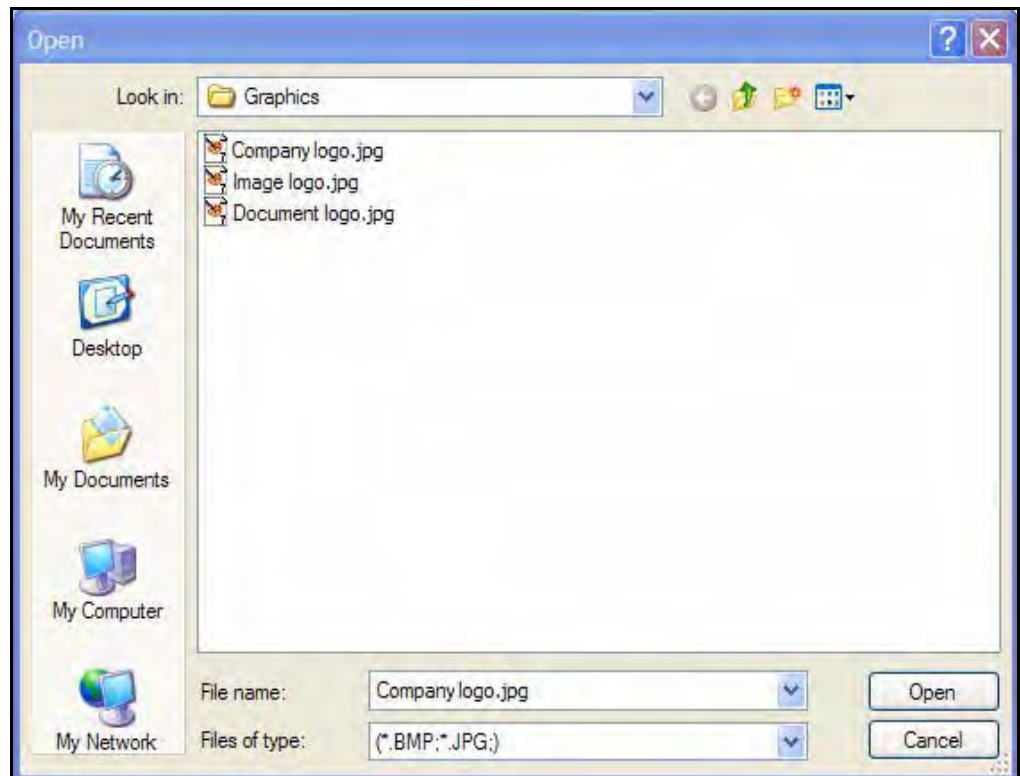 Open
Look in: Graphics
Company logo.jpg
Image logo.jpg
Document logo.jpg
My Recent
Documents
Desktop
My Documents
My Computer
My Network
File name: Company logo.jpg Open
Files of type: (*.BMP;*.JPG;) Cancel